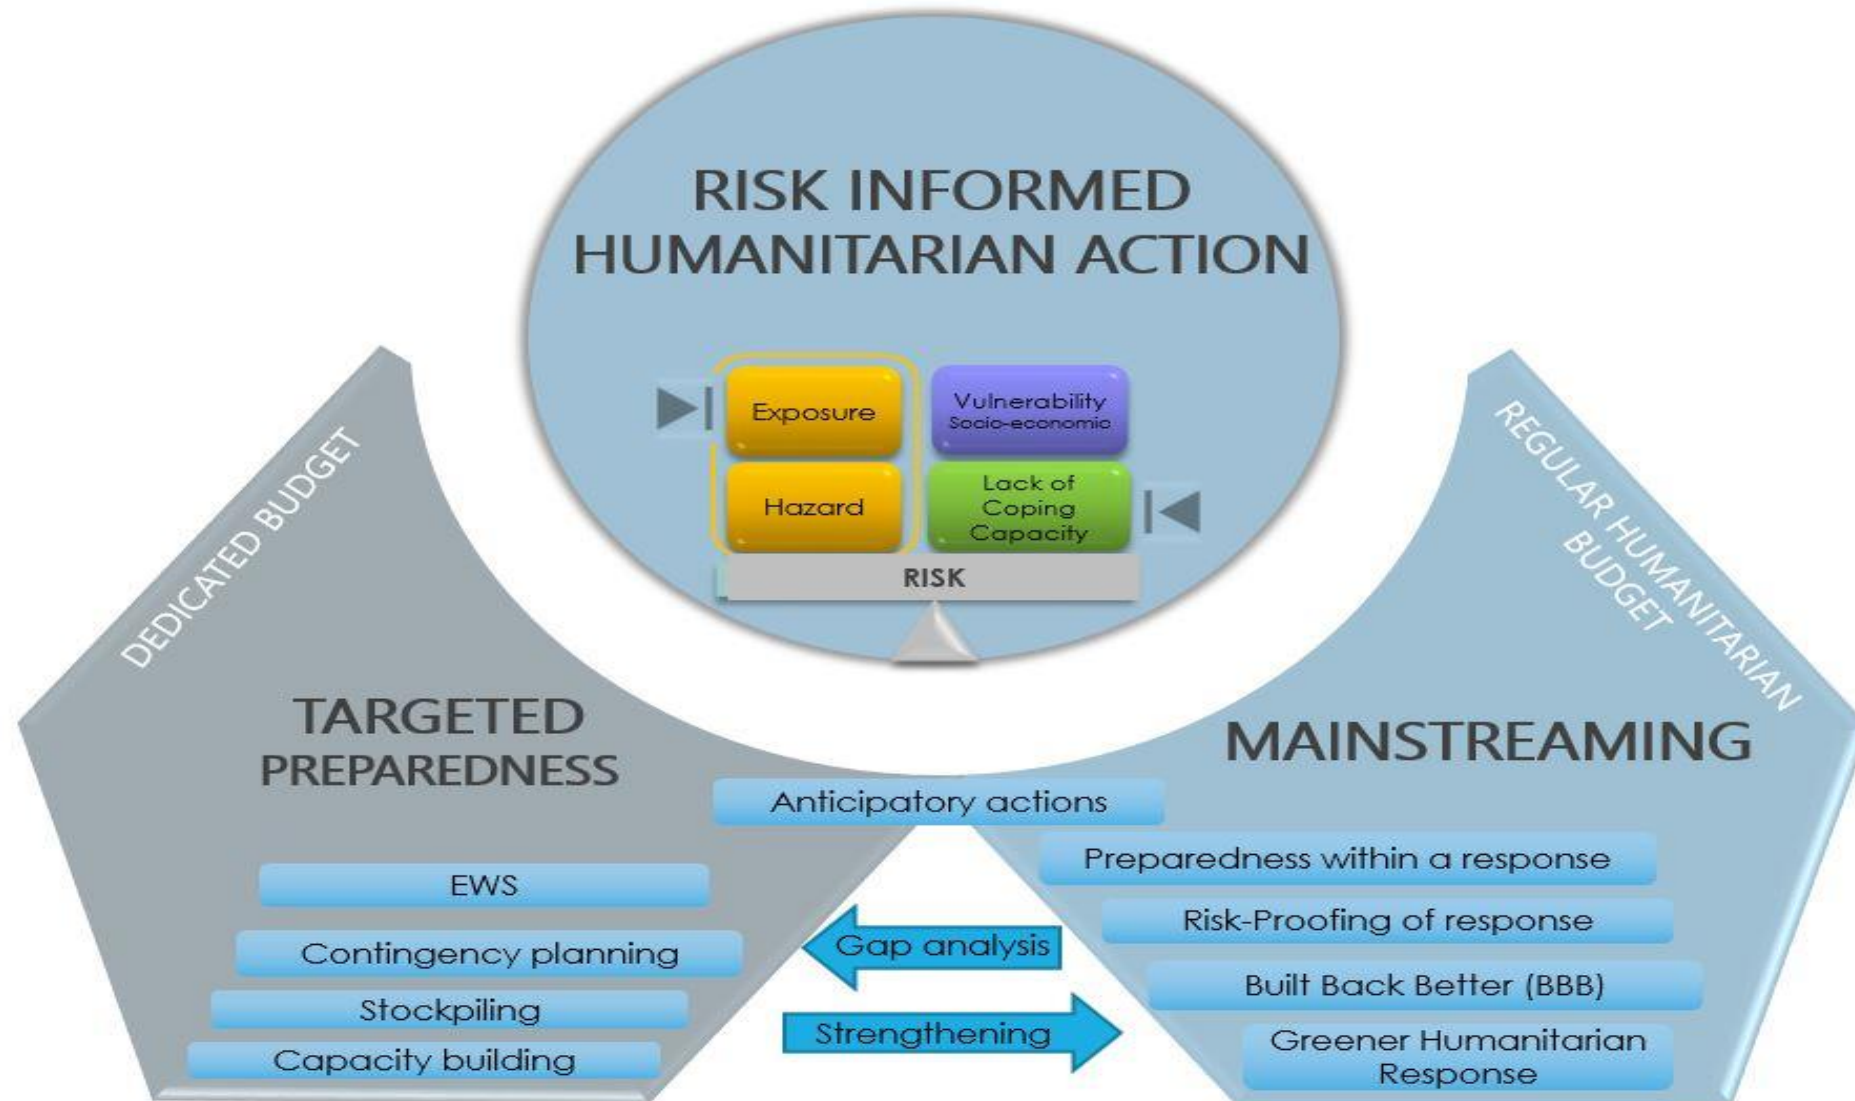 RISK INFORMED
HUMANITARIAN ACTION
Exposure
Vulnerability
Socio-economic
Hazard
Lack of
Coping
Capacity
RISK
DEDICATED BUDGET
REGULAR HUMANITARIAN
BUDGET
TARGETED
PREPAREDNESS
MAINSTREAMING
Anticipatory actions
EWS
Contingency planning
Stockpiling
Capacity building
Gap analysis
Strengthening
Preparedness within a response
Risk-Proofing of response
Built Back Better (BBB)
Greener Humanitarian
Response